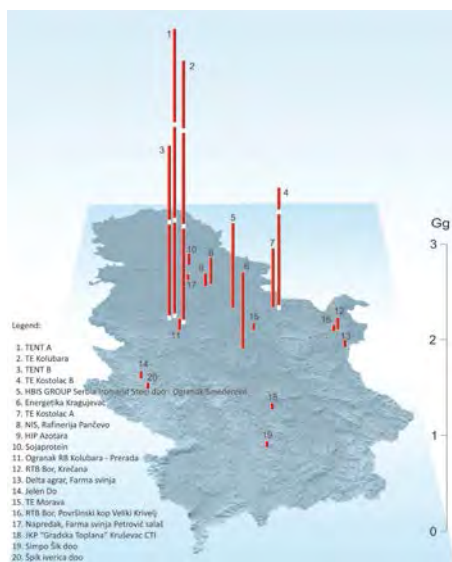 1
2
3
4
5
Gg
3
7
10
6
17
2
11
15
16
12
13
14
20
18
19
1
0
Legend:
1. TENT A
2. TE Kolubara
3. TENT B
4. TE Kostolac B
5. HBIS GROUP Serbia Iron and Steel doo - Ogranak Smederevo
6. Energetika Kragujevac
7. TE Kostolac A
8. NIS, Rafinerija Pančevo
9. HIP Azotara
10. Sojaprotein
11. Ogranak RB Kolubara - Prerada
12. RTB Bor, Krečana
13. Delta agrar, Farma svinja
14. Jelen Do
15. TE Morava
16. RTB Bor, Površinski kop Veliki Krivelj
17. Napredak, Farma svinja Petrović salaš
18. JKP "Gradska Toplana" Kruševac CTI
19. Simpo Šik doo
20. Špik iverica doo